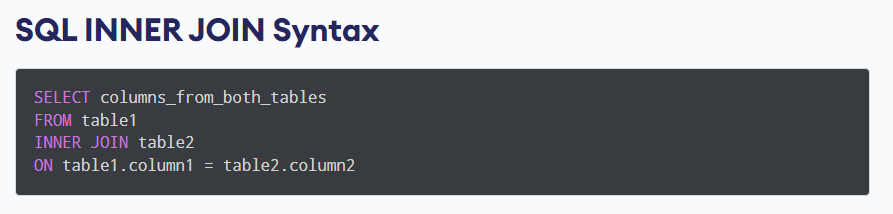 SQL INNER JOIN Syntax
SELECT columns_from_both_tables
FROM table1
INNER JOIN table2
ON table1.column1 = table2.column2